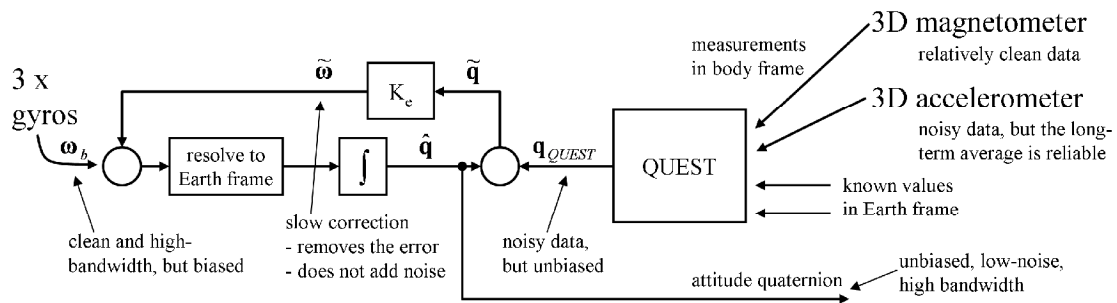 3D magnetometer
measurements
in body frame
relatively clean data
3 x
gyros
ω̃
q̃
Kₑ
3D accelerometer
noisy data, but the long-
term average is reliable
ω_b
resolve to
Earth frame
∫
q̂
q_QUEST
QUEST
known values
in Earth frame
clean and high-
bandwidth, but biased
slow correction
- removes the error
- does not add noise
noisy data,
but unbiased
attitude quaternion
unbiased, low-noise,
high bandwidth